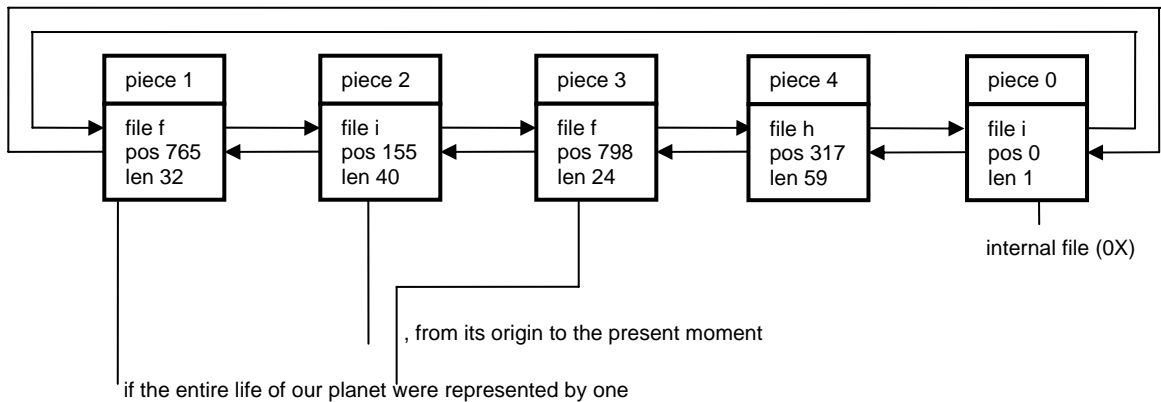 piece 1
file f
pos 765
len 32
piece 2
file i
pos 155
len 40
piece 3
file f
pos 798
len 24
piece 4
file h
pos 317
len 59
piece 0
file i
pos 0
len 1
internal file (0X)
, from its origin to the present moment
if the entire life of our planet were represented by one